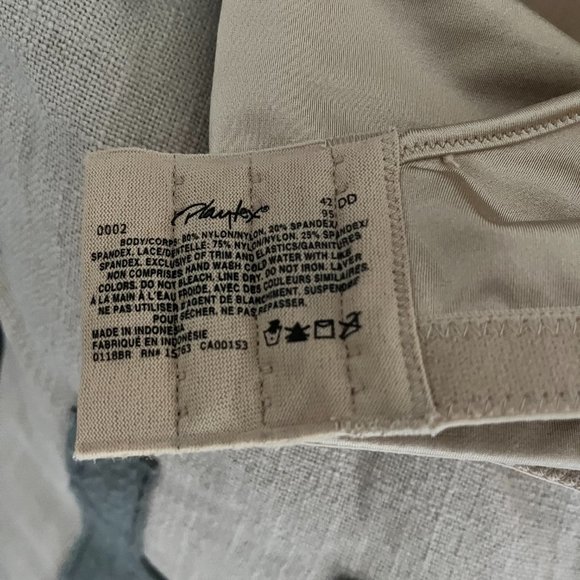 Playtex®
0002
42 DD
95
BODY/CORPS: 80% NYLON/NYLON, 20% SPANDEX/
SPANDEX. LACE/DENTELLE: 75% NYLON/NYLON, 25% SPANDEX/
SPANDEX. EXCLUSIVE OF TRIM AND ELASTICS/GARNITURES
NON COMPRISES HAND WASH COLD WATER WITH LIKE
COLORS. DO NOT BLEACH. LINE DRY. DO NOT IRON. LAVER
À LA MAIN À L'EAU FROIDE, AVEC DES COULEURS SIMILAIRES.
NE PAS UTILISER D'AGENT DE BLANCHIMENT. SUSPENDRE
POUR SÉCHER. NE PAS REPASSER.
MADE IN INDONESIA
FABRIQUÉ EN INDONÉSIE
0118BR RN# 15763 CA00153